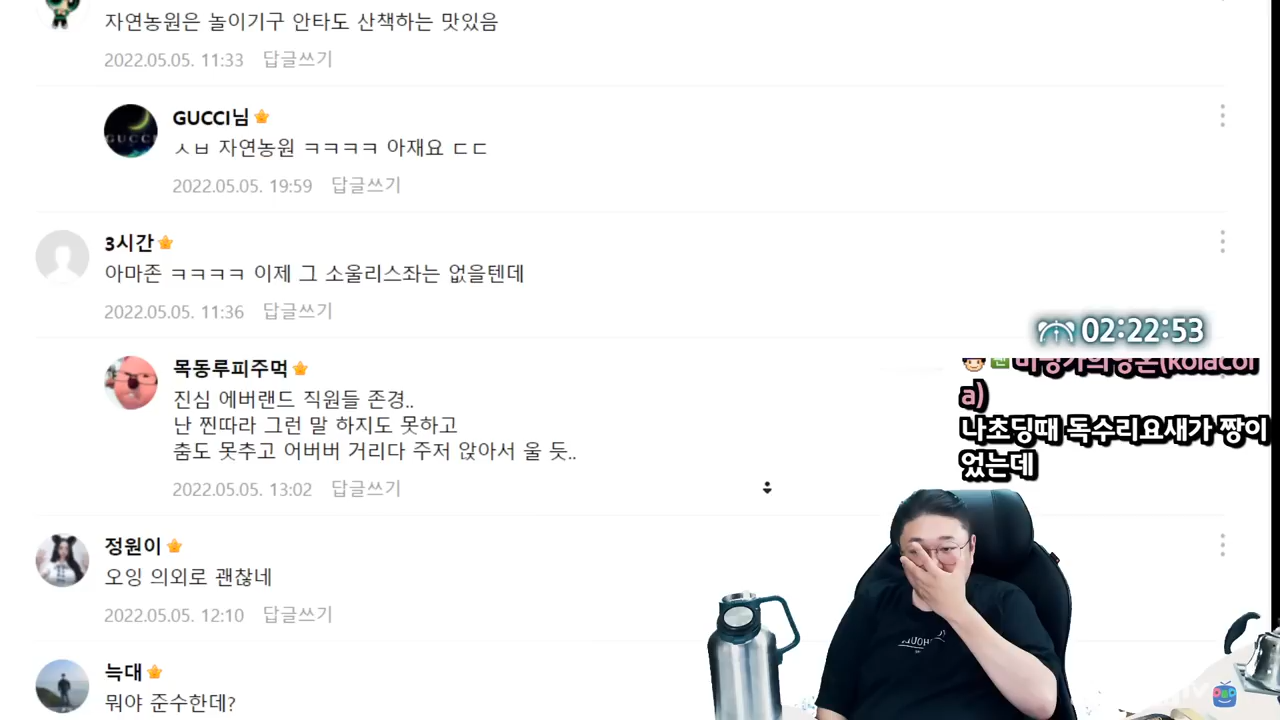 자연농원은 놀이기구 안타도 산책하는 맛있음
2022.05.05. 11:33 답글쓰기
GUCCI님
GUCCI
ㅅㅂ 자연농원 ㅋㅋㅋㅋ 아재요 ㄷㄷ
2022.05.05. 19:59 답글쓰기
3시간
아마존 ㅋㅋㅋㅋ 이제 그 소울리스좌는 없을텐데
2022.05.05. 11:36 답글쓰기
02:22:53
목동루피주먹
진심 에버랜드 직원들 존경..
난 찐따라 그런 말 하지도 못하고
춤도 못추고 어버버 거리다 주저 앉아서 울 듯..
2022.05.05. 13:02 답글쓰기
a)
나초딩때 독수리요새가 짱이
었는데
정원이
오잉 의외로 괜찮네
2022.05.05. 12:10 답글쓰기
늑대
뭐야 준수한데?